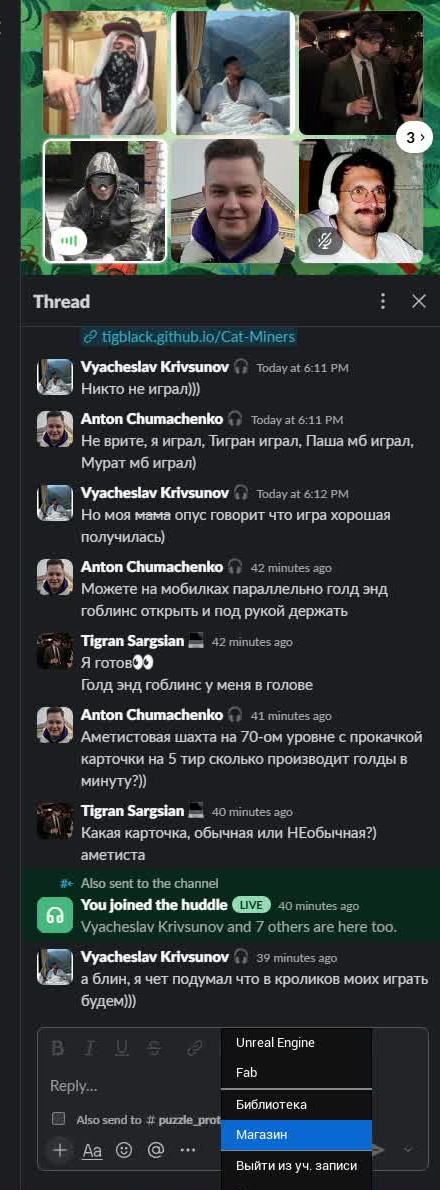 3 ›
Thread
tigblack.github.io/Cat-Miners
Vyacheslav Krivsunov Today at 6:11 PM
Никто не играл)))
Anton Chumachenko Today at 6:11 PM
Не врите, я играл, Тигран играл, Паша мб играл,
Мурат мб играл)
Vyacheslav Krivsunov Today at 6:12 PM
Но моя мама опус говорит что игра хорошая
получилась)
Anton Chumachenko 42 minutes ago
Можете на мобилках параллельно голд энд
гоблинс открыть и под рукой держать
Tigran Sargsian 42 minutes ago
Я готов👀
Голд энд гоблинс у меня в голове
Anton Chumachenko 41 minutes ago
Аметистовая шахта на 70-ом уровне с прокачкой
карточки на 5 тир сколько производит голды в
минуту?))
Tigran Sargsian 40 minutes ago
Какая карточка, обычная или НЕобычная?)
аметиста
Also sent to the channel
You joined the huddle LIVE 40 minutes ago
Vyacheslav Krivsunov and 7 others are here too.
Vyacheslav Krivsunov 39 minutes ago
а блин, я чет подумал что в кроликов моих играть
будем)))
B I U S
Reply...
Also send to # puzzle_prot
Aa
Unreal Engine
Fab
Библиотека
Магазин
Выйти из уч. записи